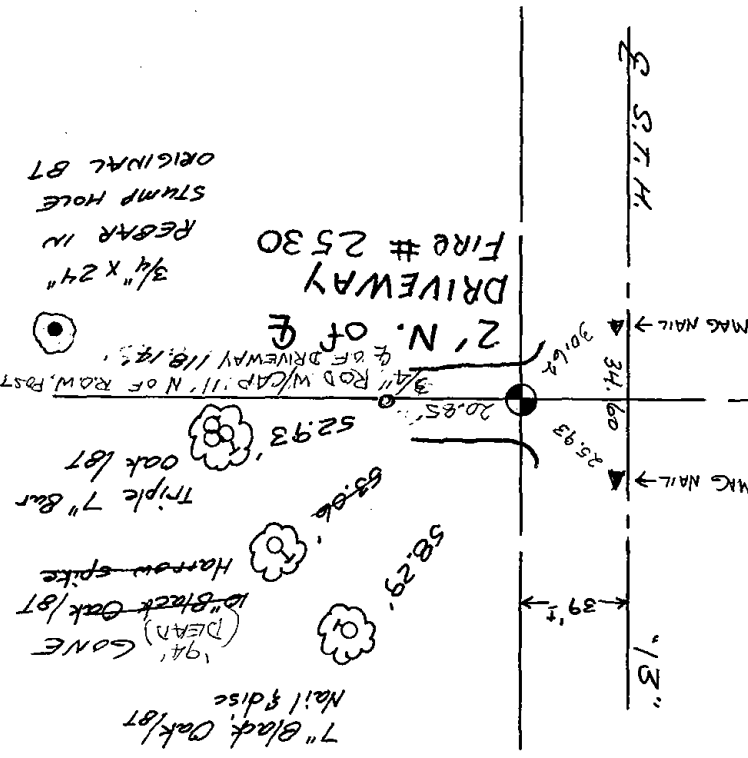 7" Black Oak/BT
Nail & disc
'94' GONE
(DEAD)
10" Black Oak/BT
Harrow spike
Triple 7" Bur
Oak/BT
58.29'
53.06'
52.93'
"13"
39'±
MAG NAIL
25.93
34.60
30.62
MAG NAIL
20.85'
3/4" ROD W/CAP .11' N OF R.O.W. POST
℄ OF DRIVEWAY 118.14'
2' N. of ℄
DRIVEWAY
FIRE # 2530
3/4" x 24"
REBAR IN
STUMP HOLE
ORIGINAL BT
℄ S.T.H.